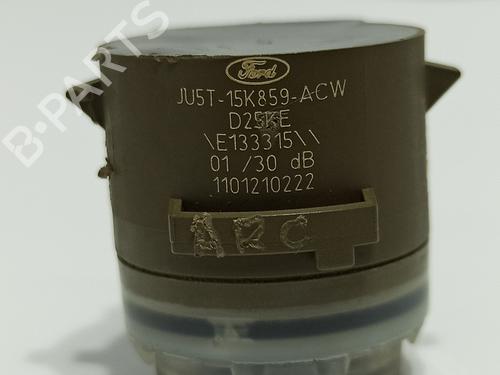 Ford
JU5T-15K859-ACW
D25KE
\E133315\\
01 /30 dB
1101210222
ARC
B-PARTS